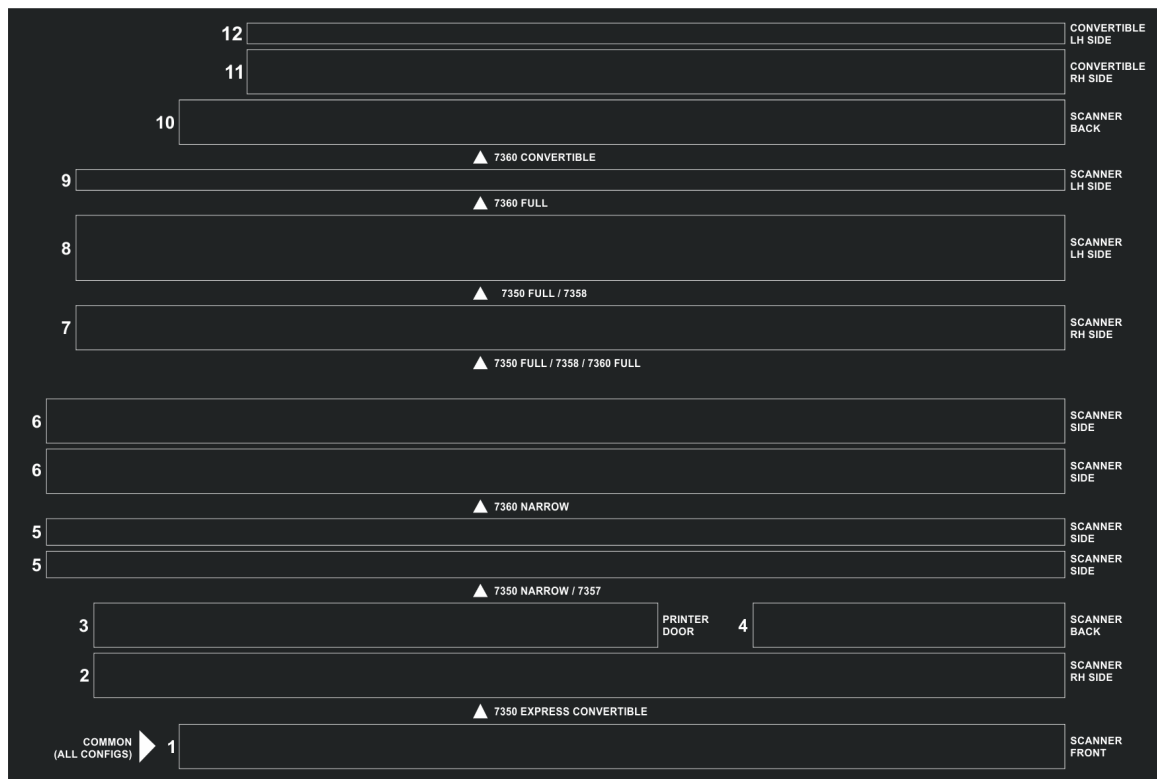 12
CONVERTIBLE
LH SIDE
11
CONVERTIBLE
RH SIDE
10
SCANNER
BACK
7360 CONVERTIBLE
9
SCANNER
LH SIDE
7360 FULL
8
SCANNER
LH SIDE
7350 FULL / 7358
7
SCANNER
RH SIDE
7350 FULL / 7358 / 7360 FULL
6
SCANNER
SIDE
6
SCANNER
SIDE
7360 NARROW
5
SCANNER
SIDE
5
SCANNER
SIDE
7350 NARROW / 7357
3
PRINTER
DOOR
4
SCANNER
BACK
2
SCANNER
RH SIDE
7350 EXPRESS CONVERTIBLE
COMMON
(ALL CONFIGS)
1
SCANNER
FRONT